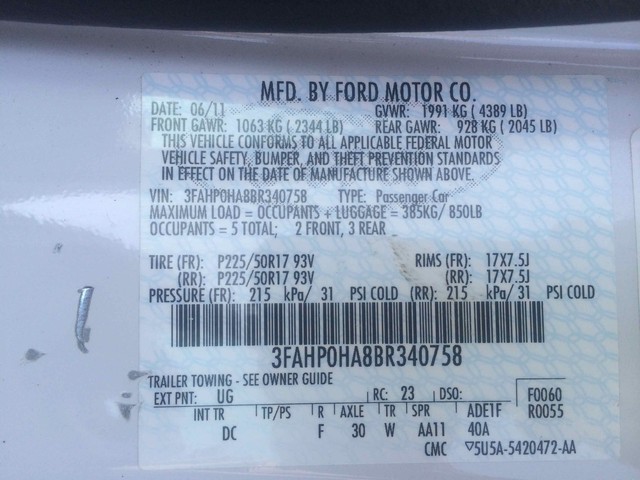 MFD. BY FORD MOTOR CO.
DATE: 06/11 GVWR: 1991 KG ( 4389 LB)
FRONT GAWR: 1063 KG ( 2344 LB) REAR GAWR: 928 KG ( 2045 LB)
THIS VEHICLE CONFORMS TO ALL APPLICABLE FEDERAL MOTOR
VEHICLE SAFETY, BUMPER, AND THEFT PREVENTION STANDARDS
IN EFFECT ON THE DATE OF MANUFACTURE SHOWN ABOVE.
VIN: 3FAHP0HA8BR340758 TYPE: Passenger Car
MAXIMUM LOAD = OCCUPANTS + LUGGAGE = 385KG/ 850LB
OCCUPANTS = 5 TOTAL; 2 FRONT, 3 REAR
TIRE (FR): P225/50R17 93V RIMS (FR): 17X7.5J
(RR): P225/50R17 93V (RR): 17X7.5J
PRESSURE (FR): 215 kPa/ 31 PSI COLD (RR): 215 kPa/ 31 PSI COLD
3FAHP0HA8BR340758
TRAILER TOWING - SEE OWNER GUIDE
EXT PNT: UG RC: 23 DSO: F0060
R0055
INT TR TP/PS R AXLE TR SPR ADE1F
DC F 30 W AA11 40A
CMC 5U5A-5420472-AA